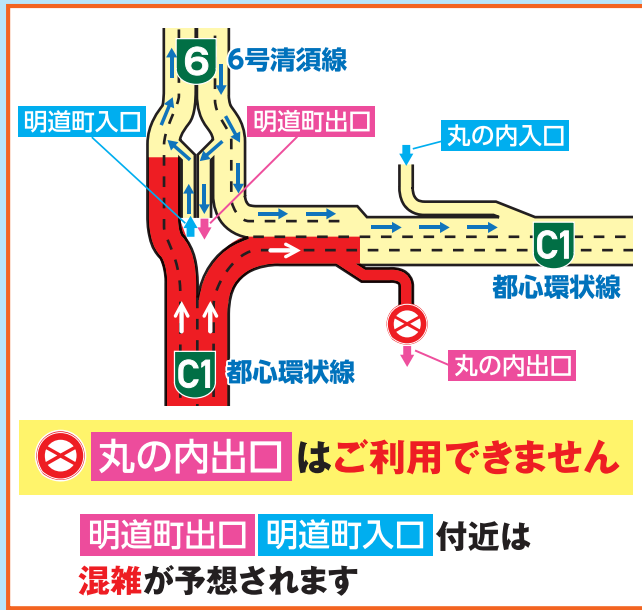 6
6号清須線
明道町入口
明道町出口
丸の内入口
C1
都心環状線
丸の内出口
C1
都心環状線
丸の内出口はご利用できません
明道町出口 明道町入口 付近は
混雑が予想されます